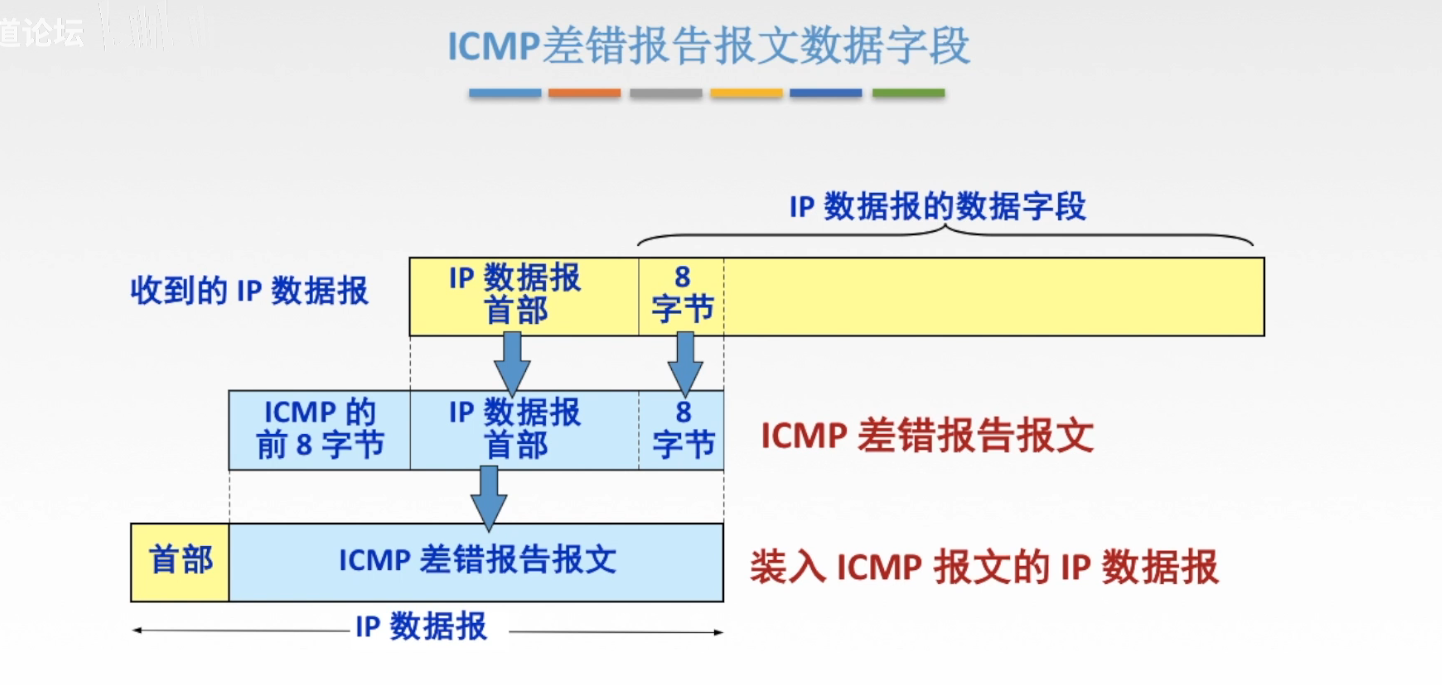 道论坛
ICMP差错报告报文数据字段
IP 数据报的数据字段
收到的 IP 数据报
IP 数据报
首部
8
字节
ICMP 的
前 8 字节
IP 数据报
首部
8
字节
ICMP 差错报告报文
首部
ICMP 差错报告报文
装入 ICMP 报文的 IP 数据报
IP 数据报